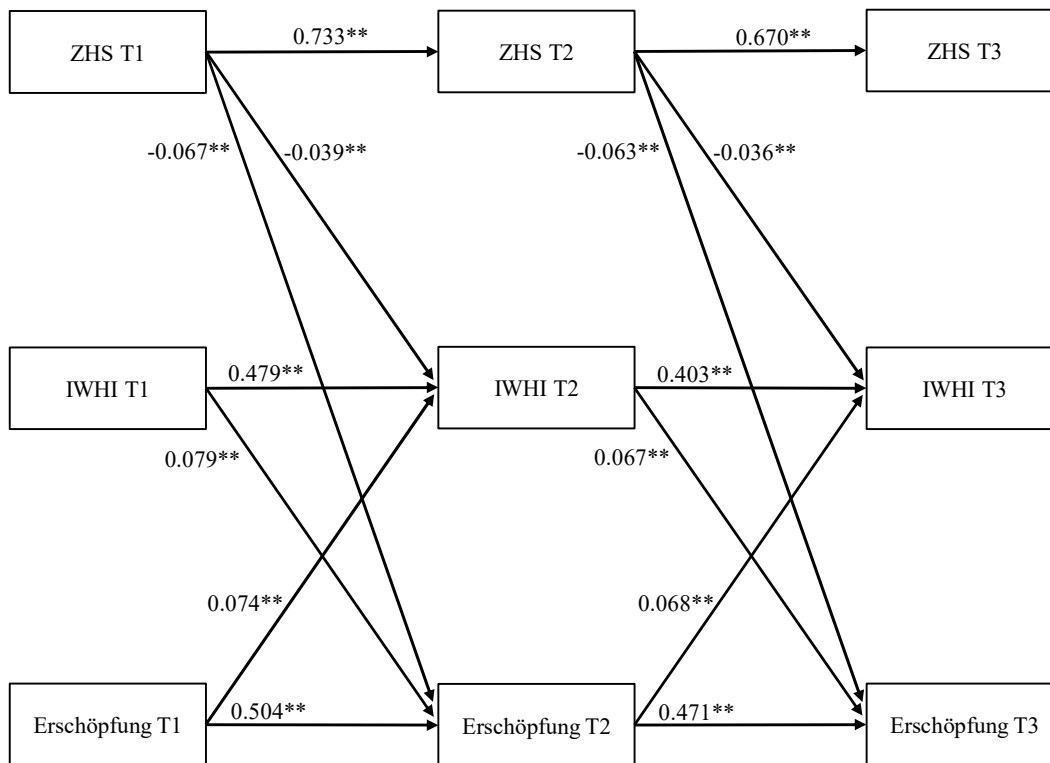 ZHS T1
0.733**
ZHS T2
0.670**
ZHS T3
-0.067**
-0.039**
-0.063**
-0.036**
IWHI T1
0.479**
IWHI T2
0.403**
IWHI T3
0.079**
0.067**
0.074**
0.068**
Erschöpfung T1
0.504**
Erschöpfung T2
0.471**
Erschöpfung T3